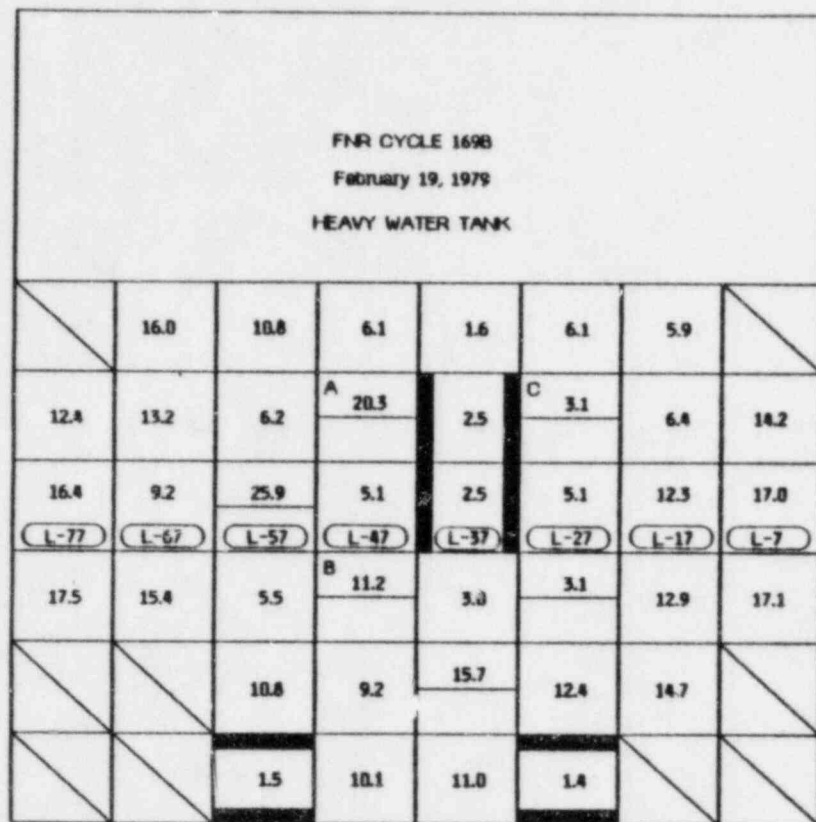 FNR CYCLE 169B
February 19, 1979
HEAVY WATER TANK
16.0 10.8 6.1 1.6 6.1 5.9
12.4 13.2 6.2 A 20.3 2.5 C 3.1 6.4 14.2
16.4 9.2 25.9 5.1 2.5 5.1 12.3 17.0
L-77 L-67 L-57 L-47 L-37 L-27 L-17 L-7
17.5 15.4 5.5 B 11.2 3.0 3.1 12.9 17.1
10.8 9.2 15.7 12.4 14.7
1.5 10.1 11.0 1.4